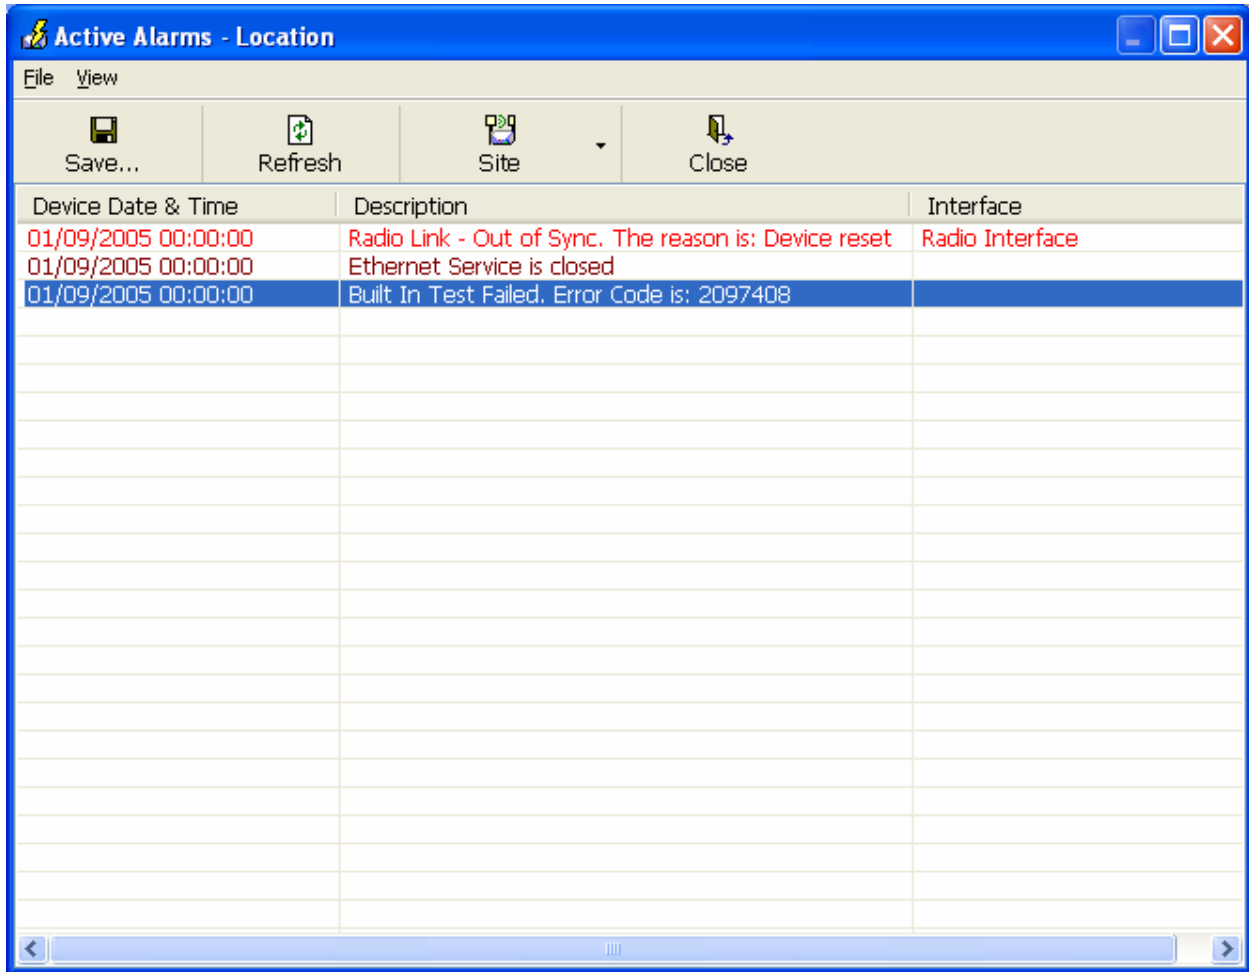 Active Alarms - Location
File View
Save... Refresh Site Close
Device Date & Time Description Interface
01/09/2005 00:00:00 Radio Link - Out of Sync. The reason is: Device reset Radio Interface
01/09/2005 00:00:00 Ethernet Service is closed
01/09/2005 00:00:00 Built In Test Failed. Error Code is: 2097408